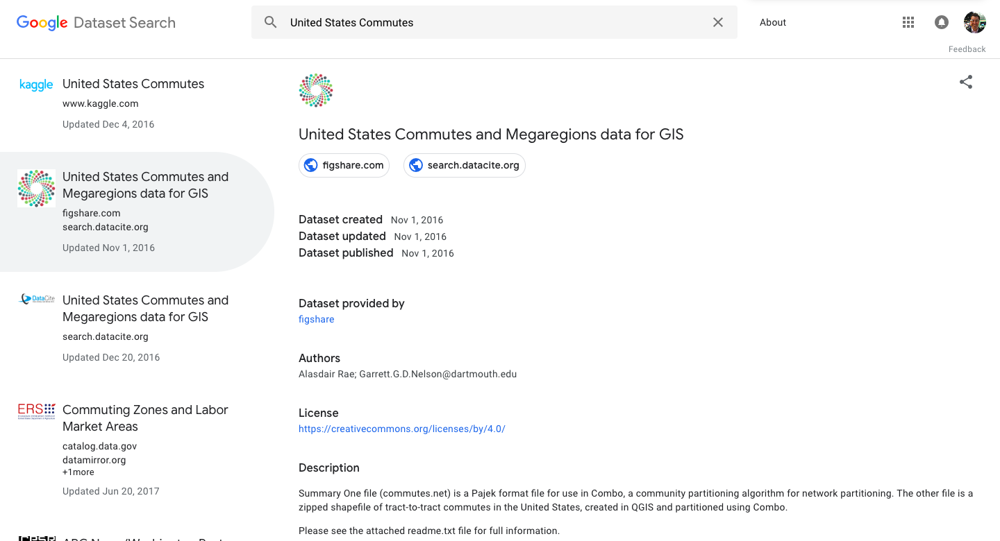 Google Dataset Search
United States Commutes
About
Feedback
kaggle
United States Commutes
www.kaggle.com
Updated Dec 4, 2016
United States Commutes and
Megaregions data for GIS
figshare.com
search.datacite.org
Updated Nov 1, 2016
DataCite
United States Commutes and
Megaregions data for GIS
search.datacite.org
Updated Dec 20, 2016
ERS
Commuting Zones and Labor
Market Areas
catalog.data.gov
datamirror.org
+1more
Updated Jun 20, 2017
United States Commutes and Megaregions data for GIS
figshare.com
search.datacite.org
Dataset created Nov 1, 2016
Dataset updated Nov 1, 2016
Dataset published Nov 1, 2016
Dataset provided by
figshare
Authors
Alasdair Rae; Garrett.G.D.Nelson@dartmouth.edu
License
https://creativecommons.org/licenses/by/4.0/
Description
Summary One file (commutes.net) is a Pajek format file for use in Combo, a community partitioning algorithm for network partitioning. The other file is a
zipped shapefile of tract-to-tract commutes in the United States, created in QGIS and partitioned using Combo.
Please see the attached readme.txt file for full information.